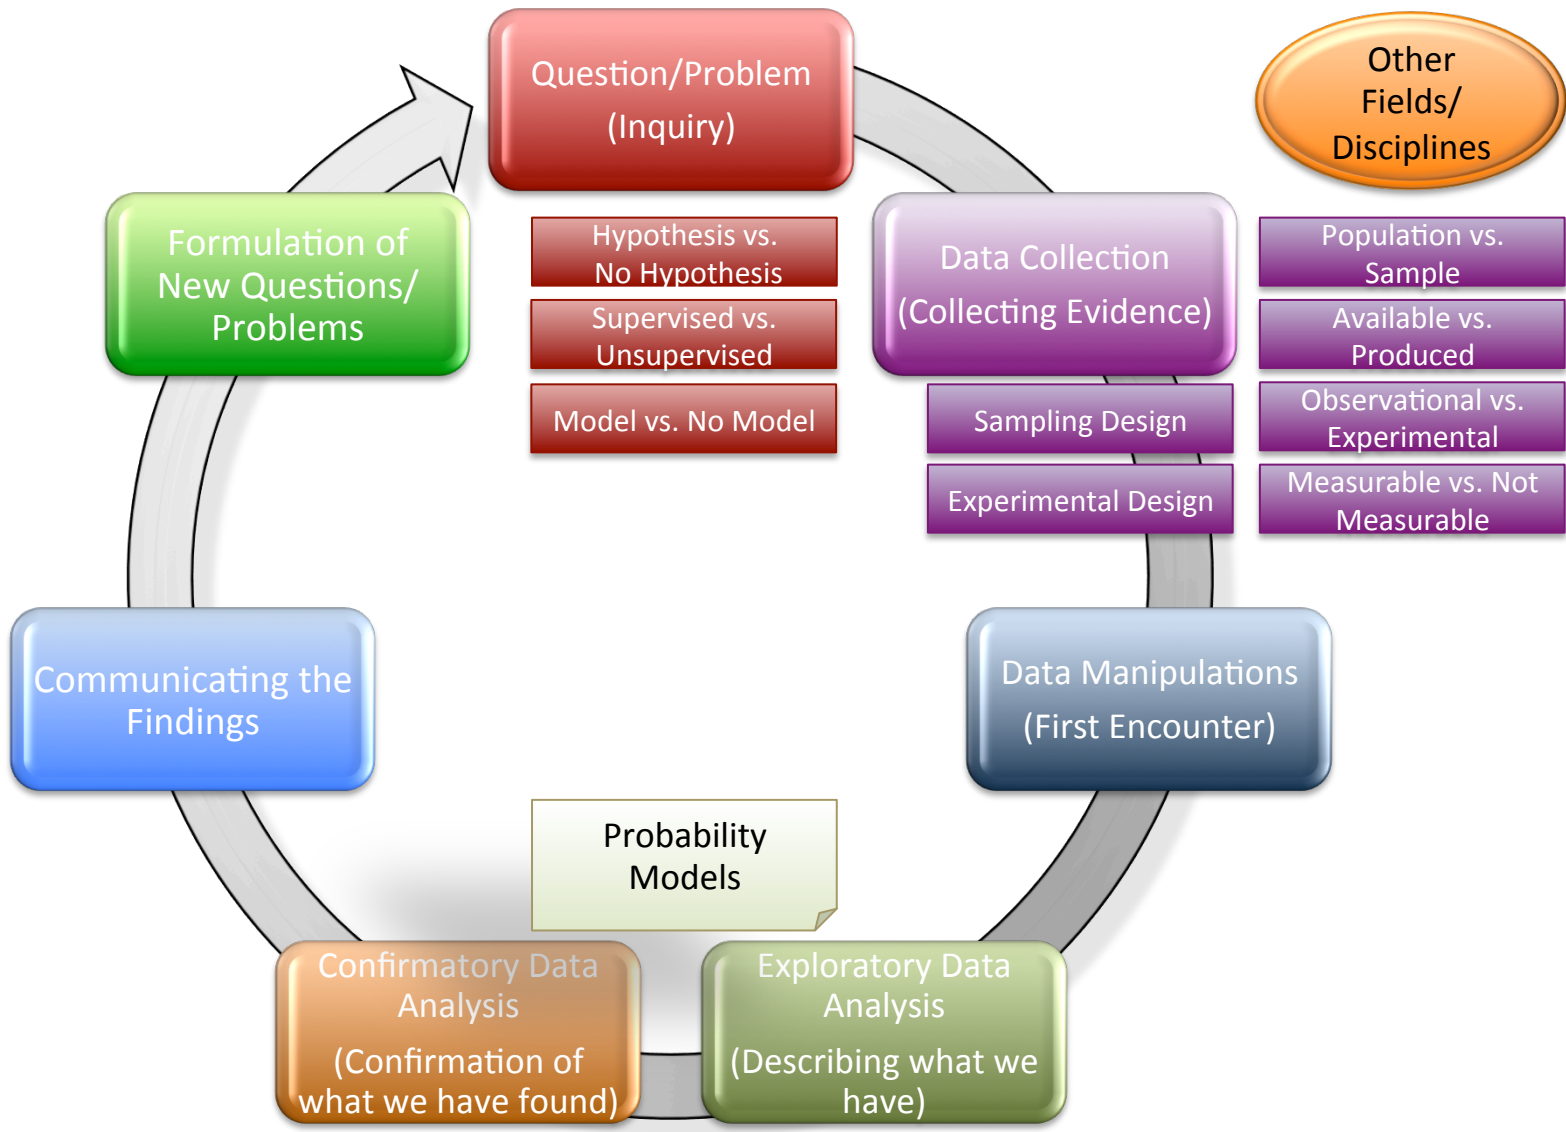 Question/Problem
(Inquiry)
Other
Fields/
Disciplines
Formulation of
New Questions/
Problems
Hypothesis vs.
No Hypothesis
Supervised vs.
Unsupervised
Model vs. No Model
Data Collection
(Collecting Evidence)
Sampling Design
Experimental Design
Population vs.
Sample
Available vs.
Produced
Observational vs.
Experimental
Measurable vs. Not
Measurable
Communicating the
Findings
Data Manipulations
(First Encounter)
Probability
Models
Confirmatory Data
Analysis
(Confirmation of
what we have found)
Exploratory Data
Analysis
(Describing what we
have)